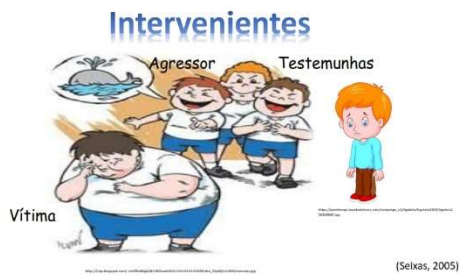 Intervenientes
Agressor
Testemunhas
Vítima
(Seixas, 2005)